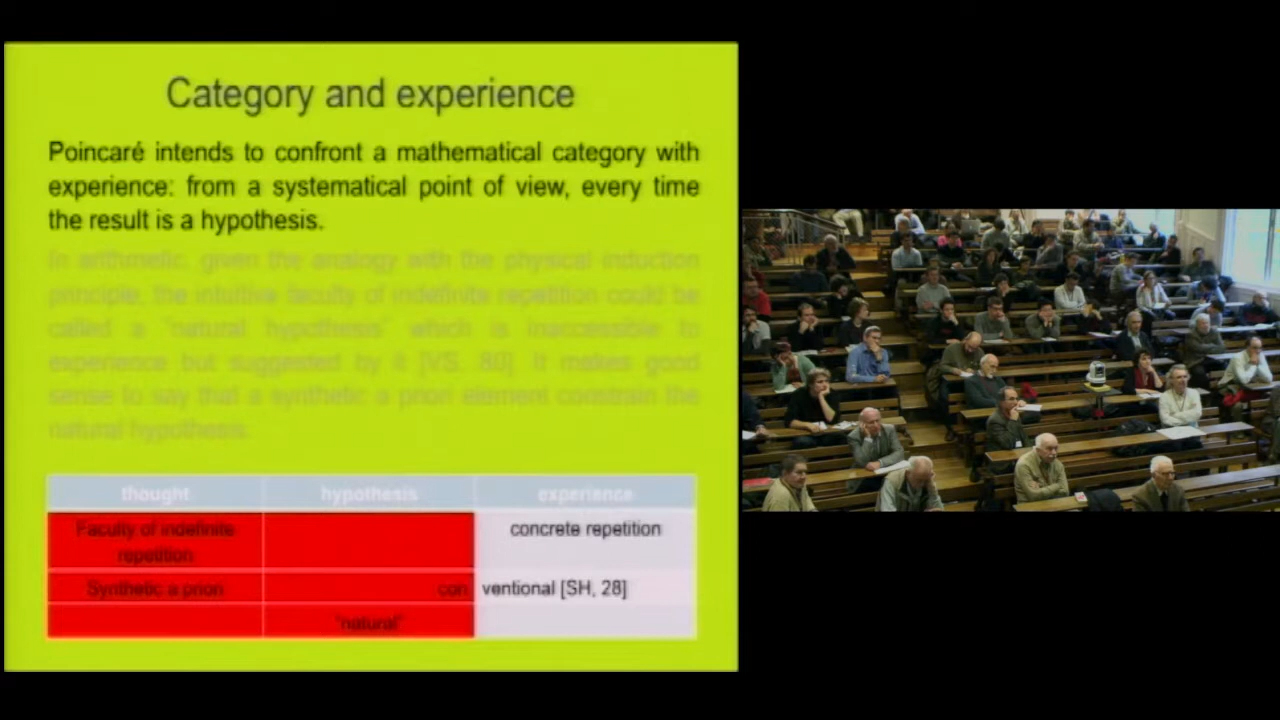 Category and experience
Poincaré intends to confront a mathematical category with
experience: from a systematical point of view, every time
the result is a hypothesis.
In arithmetic, given the analogy with the physical induction
principle, the intuitive faculty of indefinite repetition could be
called a "natural hypothesis" which is inaccessible to
experience but suggested by it [VS, 80]. It makes good
sense to say that a synthetic a priori element constrain the
natural hypothesis.
thought hypothesis experience
Faculty of indefinite concrete repetition
repetition
Synthetic a priori con ventional [SH, 28]
"natural"